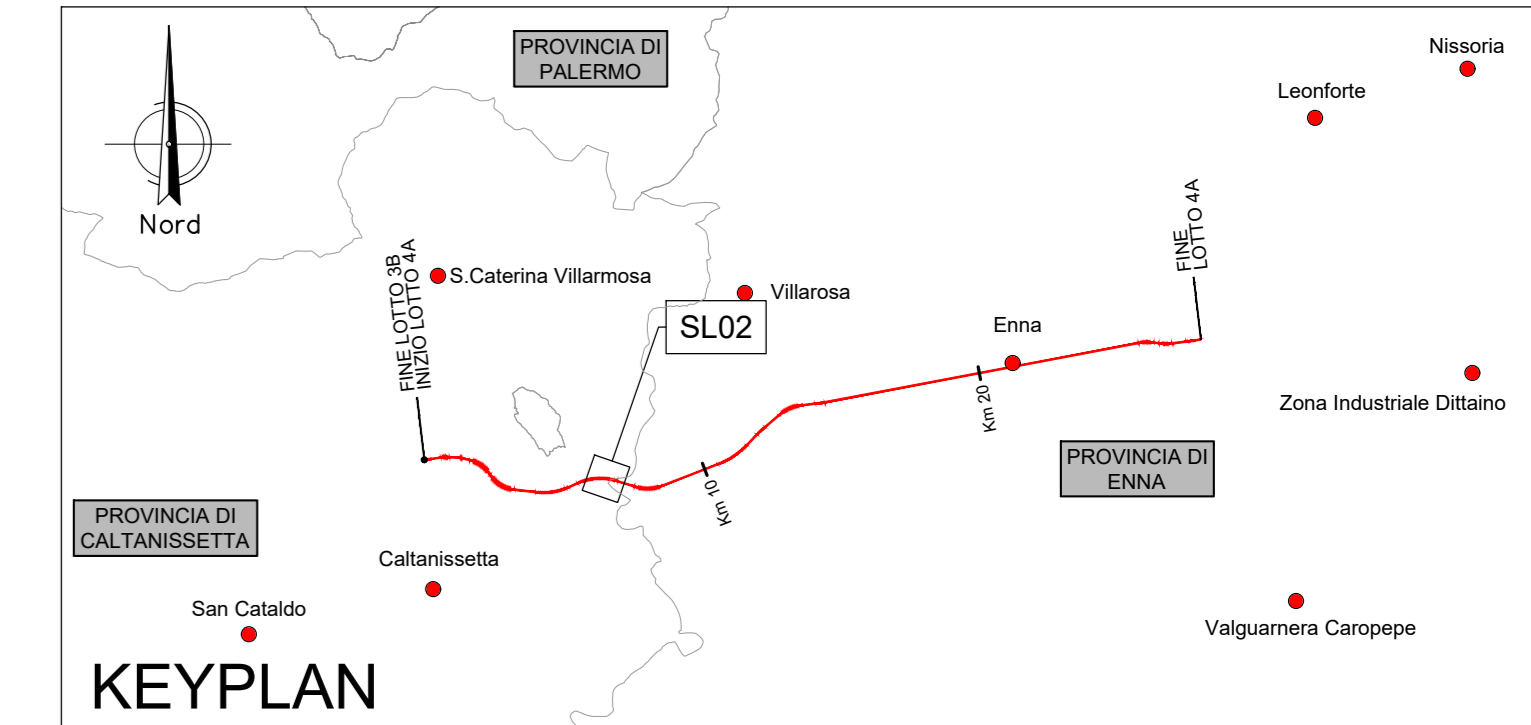 PROVINCIA DI
PALERMO
Nissoria
Leonforte
Nord
FINE LOTTO 3B
INIZIO LOTTO 4A
S.Caterina Villarmosa
Villarosa
SL02
Enna
FINE
LOTTO 4A
Km 20
Zona Industriale Dittaino
Km 10
PROVINCIA DI
ENNA
PROVINCIA DI
CALTANISSETTA
Caltanissetta
San Cataldo
Valguarnera Caropepe
KEYPLAN